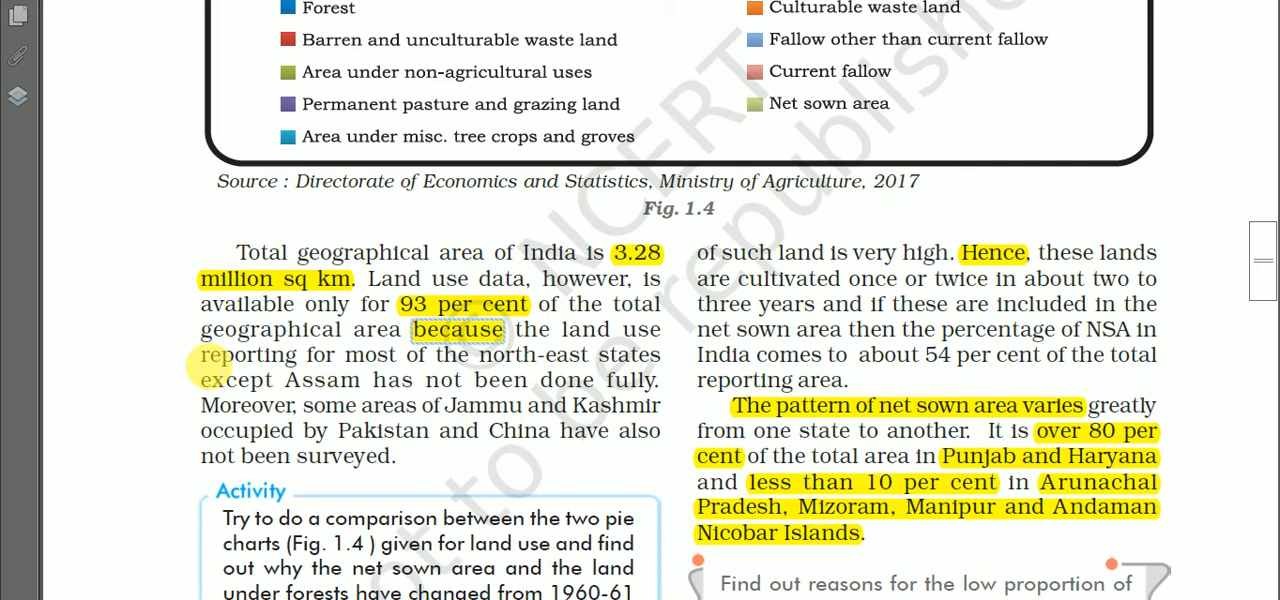 Forest
Barren and unculturable waste land
Area under non-agricultural uses
Permanent pasture and grazing land
Area under misc. tree crops and groves
Culturable waste land
Fallow other than current fallow
Current fallow
Net sown area
Source : Directorate of Economics and Statistics, Ministry of Agriculture, 2017
Fig. 1.4
Total geographical area of India is 3.28
million sq km. Land use data, however, is
available only for 93 per cent of the total
geographical area because the land use
reporting for most of the north-east states
except Assam has not been done fully.
Moreover, some areas of Jammu and Kashmir
occupied by Pakistan and China have also
not been surveyed.
Activity
Try to do a comparison between the two pie
charts (Fig. 1.4 ) given for land use and find
out why the net sown area and the land
under forests have changed from 1960-61
of such land is very high. Hence, these lands
are cultivated once or twice in about two to
three years and if these are included in the
net sown area then the percentage of NSA in
India comes to about 54 per cent of the total
reporting area.
The pattern of net sown area varies greatly
from one state to another. It is over 80 per
cent of the total area in Punjab and Haryana
and less than 10 per cent in Arunachal
Pradesh, Mizoram, Manipur and Andaman
Nicobar Islands.
Find out reasons for the low proportion of
© NCERT
not to be republished